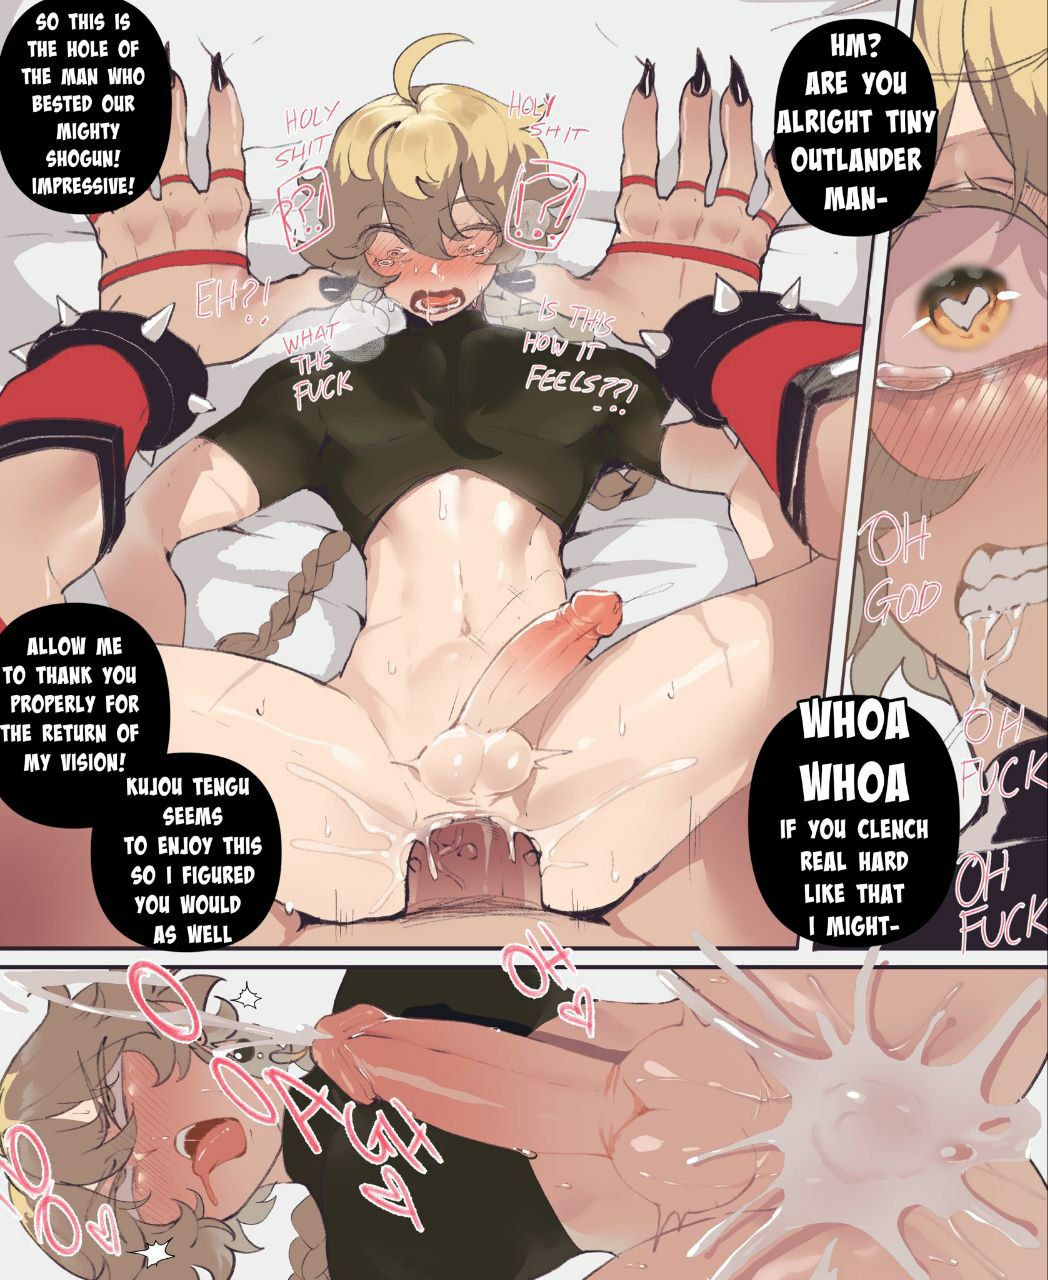 SO THIS IS
THE HOLE OF
THE MAN WHO
BESTED OUR
MIGHTY
SHOGUN!
IMPRESSIVE!
HM?
ARE YOU
ALRIGHT TINY
OUTLANDER
MAN-
HOLY
SHIT
?!
...
HOLY
SHIT
!?
...
EH?!
WHAT
THE
FUCK
IS THIS
HOW IT
FEELS??!
...
OH
GOD
OH
FUCK
OH
FUCK
ALLOW ME
TO THANK YOU
PROPERLY FOR
THE RETURN OF
MY VISION!
KUJOU TENGU
SEEMS
TO ENJOY THIS
SO I FIGURED
YOU WOULD
AS WELL
WHOA
WHOA
IF YOU CLENCH
REAL HARD
LIKE THAT
I MIGHT-
OH
OOAGH
OO